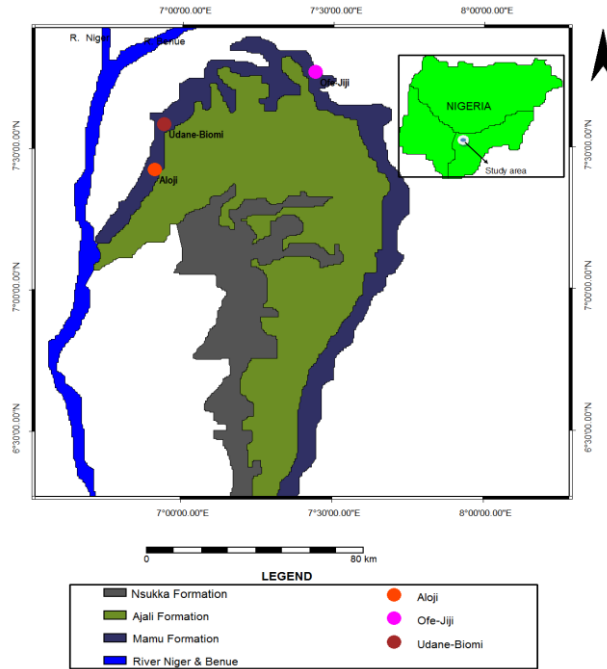 7°00'00.00"E 7°30'00.00"E 8°00'00.00"E
R. Niger
R. Benue
Ofe-Jiji
NIGERIA
Study area
Udane-Biomi
Aloji
7°30'00.00"N 7°30'00.00"N
7°00'00.00"N 7°00'00.00"N
6°30'00.00"N 6°30'00.00"N
7°00'00.00"E 7°30'00.00"E 8°00'00.00"E
0 80 km
LEGEND
Nsukka Formation Aloji
Ajali Formation Ofe-Jiji
Mamu Formation Udane-Biomi
River Niger & Benue